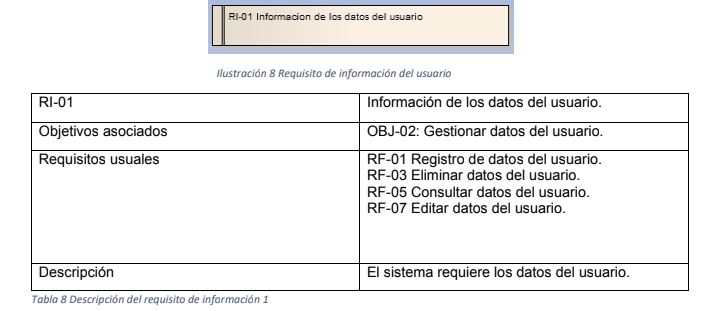 RI-01 Informacion de los datos del usuario
Ilustración 8 Requisito de información del usuario
RI-01 Información de los datos del usuario.
Objetivos asociados OBJ-02: Gestionar datos del usuario.
Requisitos usuales RF-01 Registro de datos del usuario.
RF-03 Eliminar datos del usuario.
RF-05 Consultar datos del usuario.
RF-07 Editar datos del usuario.
Descripción El sistema requiere los datos del usuario.
Tabla 8 Descripción del requisito de información 1